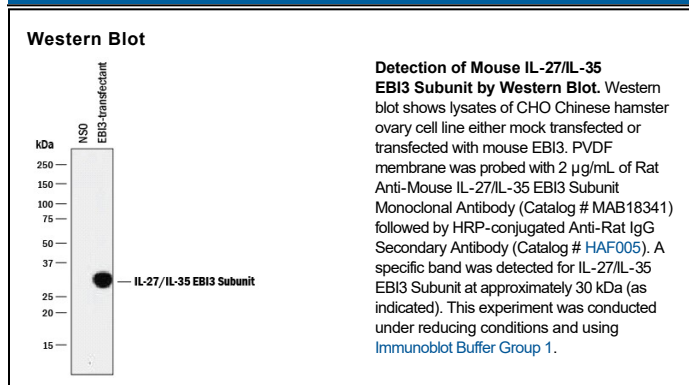 Western Blot
kDa
NS0
EBI3-transfectant
250
150
100
75
50
37
25
20
15
IL-27/IL-35 EBI3 Subunit
Detection of Mouse IL-27/IL-35
EBI3 Subunit by Western Blot. Western
blot shows lysates of CHO Chinese hamster
ovary cell line either mock transfected or
transfected with mouse EBI3. PVDF
membrane was probed with 2 µg/mL of Rat
Anti-Mouse IL-27/IL-35 EBI3 Subunit
Monoclonal Antibody (Catalog # MAB18341)
followed by HRP-conjugated Anti-Rat IgG
Secondary Antibody (Catalog # HAF005). A
specific band was detected for IL-27/IL-35
EBI3 Subunit at approximately 30 kDa (as
indicated). This experiment was conducted
under reducing conditions and using
Immunoblot Buffer Group 1.